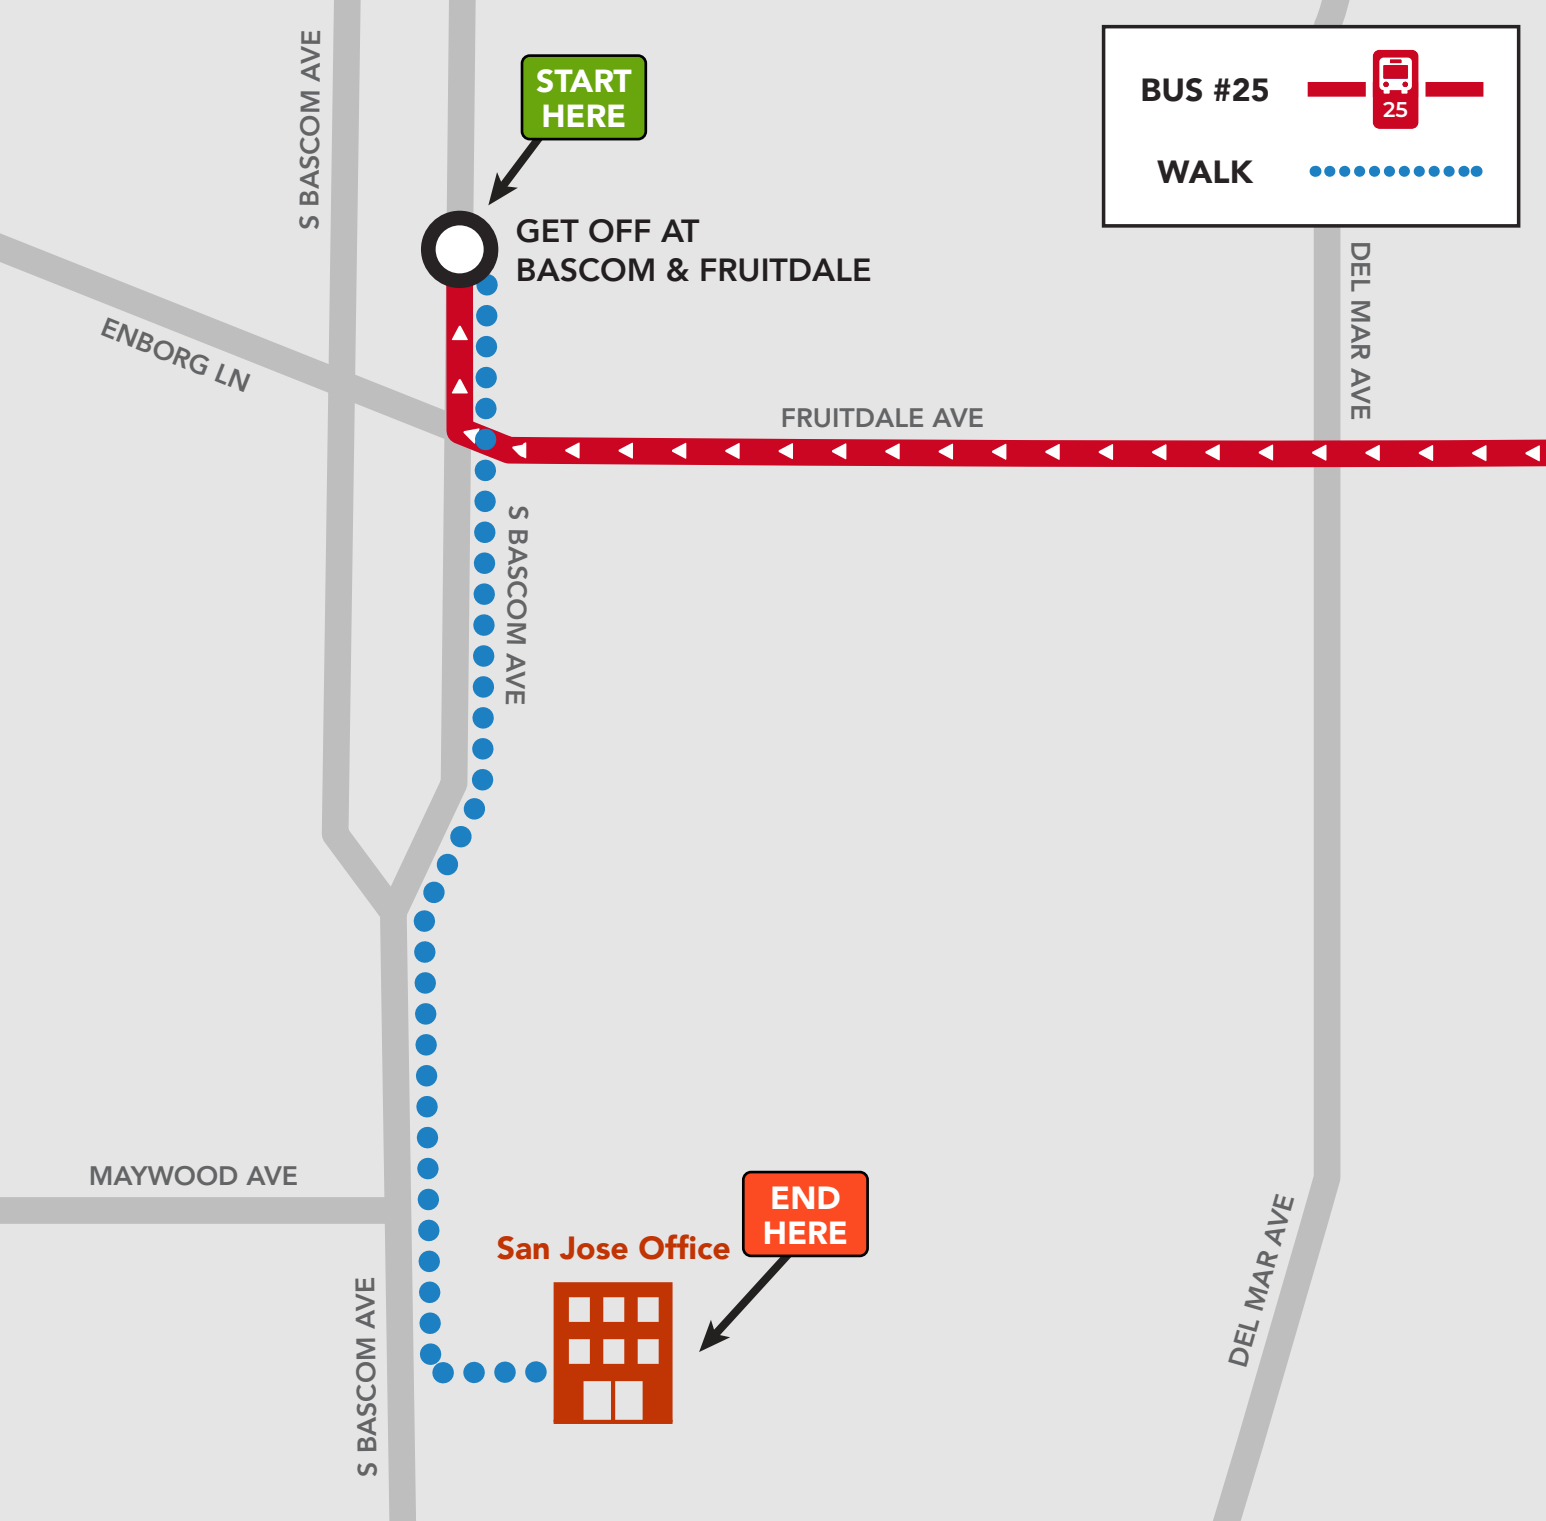 S BASCOM AVE
START
HERE
BUS #25
25
WALK
GET OFF AT
BASCOM & FRUITDALE
DEL MAR AVE
ENBORG LN
FRUITDALE AVE
S BASCOM AVE
MAYWOOD AVE
END
HERE
San Jose Office
DEL MAR AVE
S BASCOM AVE